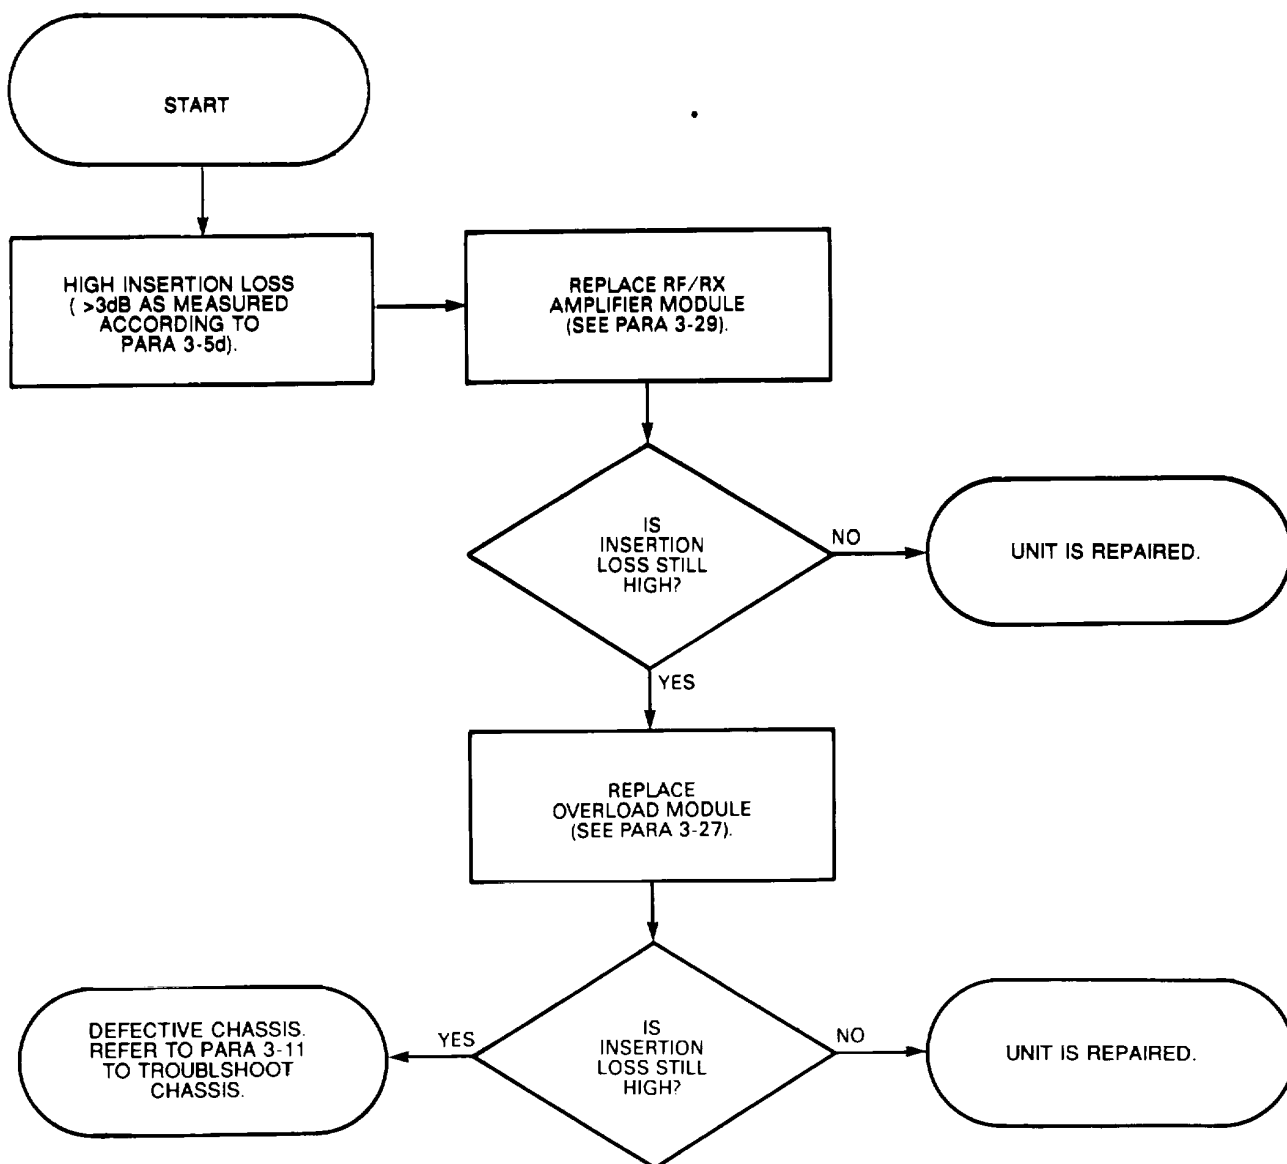 START
HIGH INSERTION LOSS
( >3dB AS MEASURED
ACCORDING TO
PARA 3-5d).
REPLACE RF/RX
AMPLIFIER MODULE
(SEE PARA 3-29).
IS
INSERTION
LOSS STILL
HIGH?
NO
UNIT IS REPAIRED.
YES
REPLACE
OVERLOAD MODULE
(SEE PARA 3-27).
IS
INSERTION
LOSS STILL
HIGH?
YES
DEFECTIVE CHASSIS.
REFER TO PARA 3-11
TO TROUBLSHOOT
CHASSIS.
NO
UNIT IS REPAIRED.